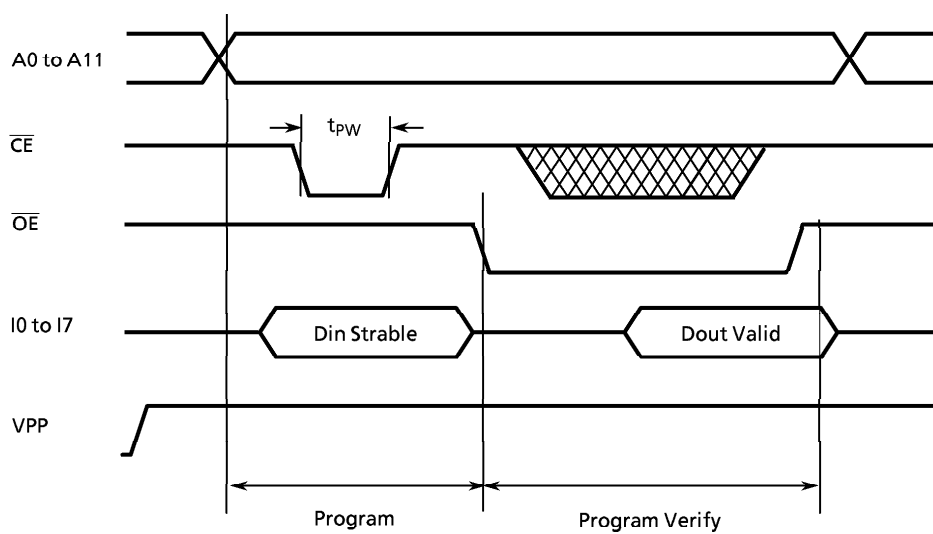 A0 to A11
tPW
CE
OE
I0 to I7
Din Strable
Dout Valid
VPP
Program
Program Verify